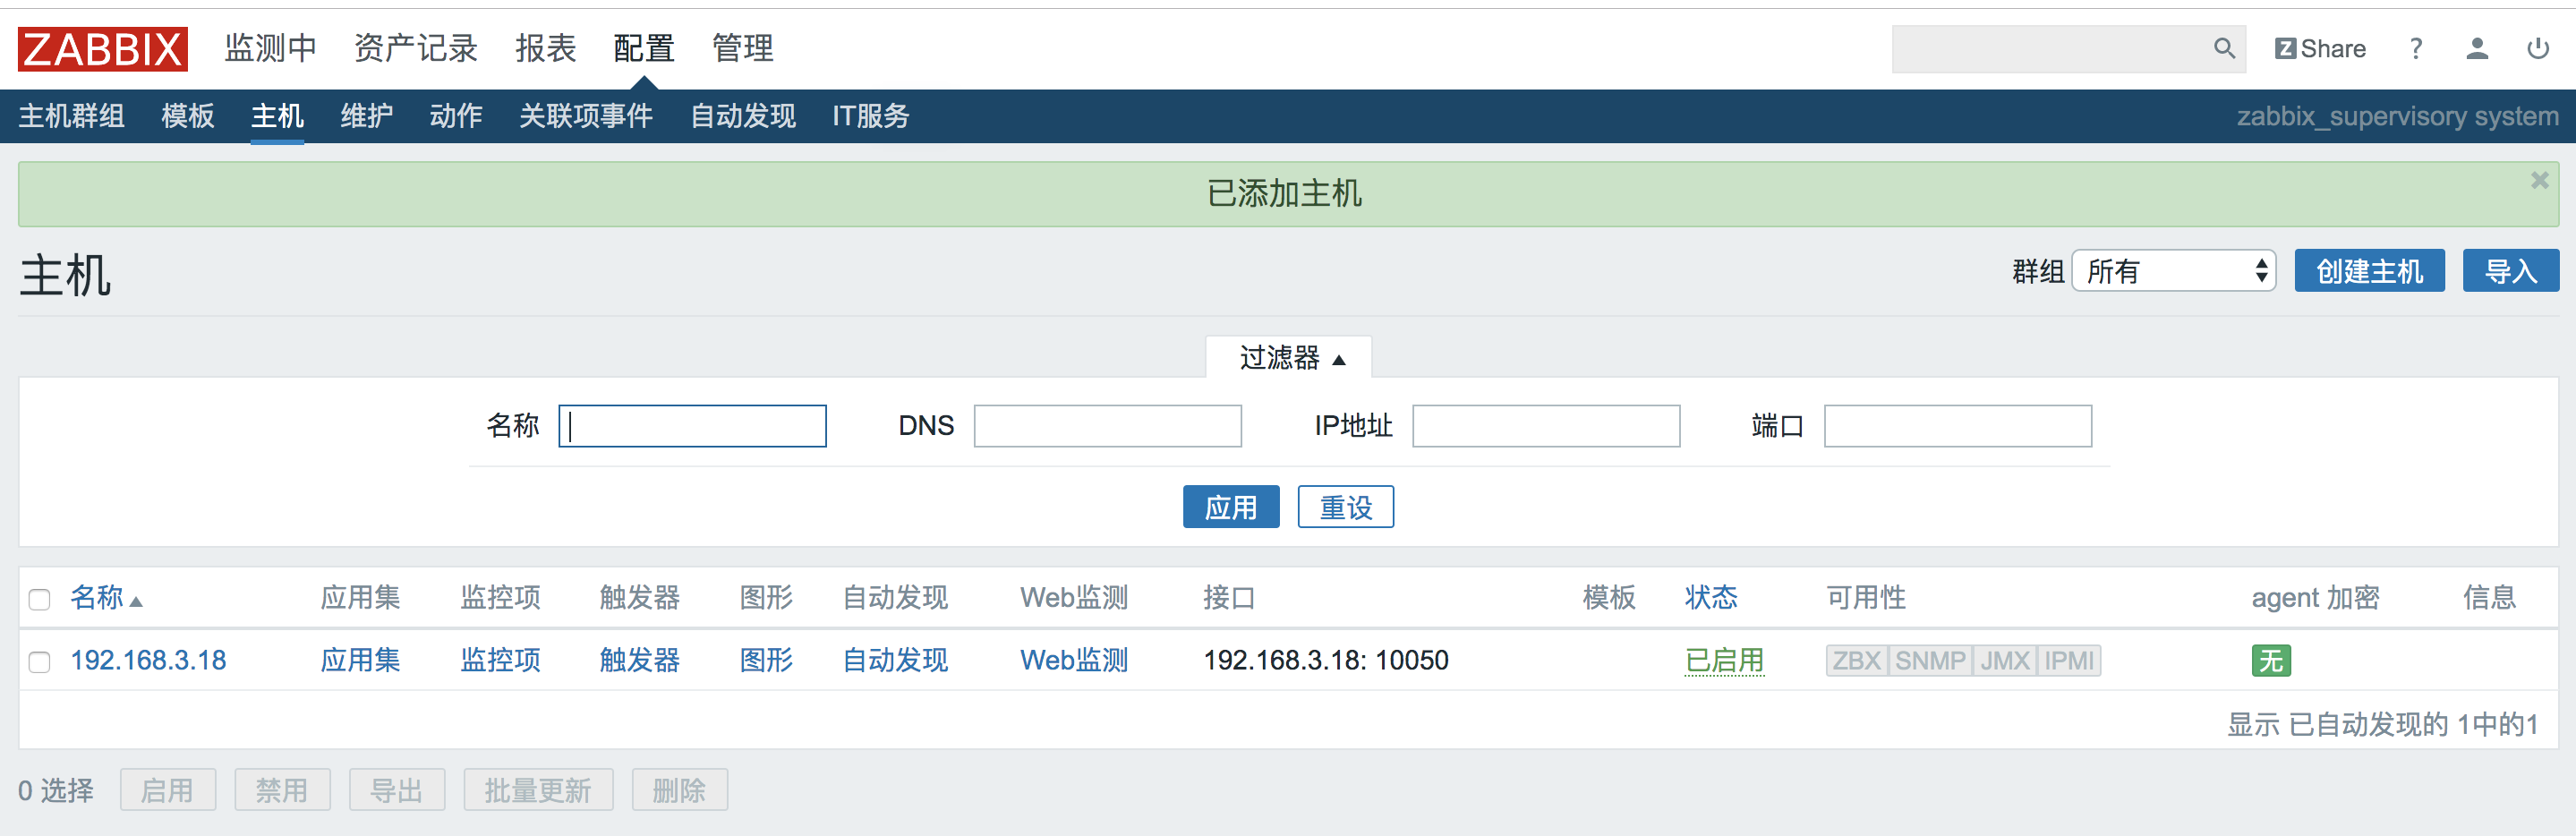 ZABBIX 监测中 资产记录 报表 配置 管理 Z Share ?
主机群组 模板 主机 维护 动作 关联项事件 自动发现 IT服务 zabbix_supervisory system
已添加主机
主机 群组 所有 创建主机 导入
过滤器 ▲
名称 DNS IP地址 端口
应用 重设
名称 ▲ 应用集 监控项 触发器 图形 自动发现 Web监测 接口 模板 状态 可用性 agent 加密 信息
192.168.3.18 应用集 监控项 触发器 图形 自动发现 Web监测 192.168.3.18: 10050 已启用 ZBX SNMP JMX IPMI 无
显示 已自动发现的 1中的1
0 选择 启用 禁用 导出 批量更新 删除